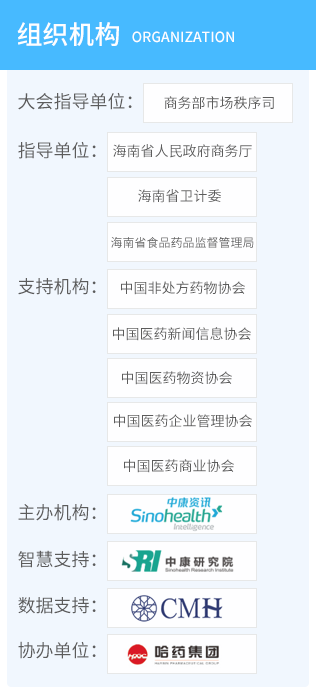 组织机构 ORGANIZATION
大会指导单位： 商务部市场秩序司
指导单位： 海南省人民政府商务厅
海南省卫计委
海南省食品药品监督管理局
支持机构： 中国非处方药物协会
中国医药新闻信息协会
中国医药物资协会
中国医药企业管理协会
中国医药商业协会
主办机构： 中康资讯
Sinohealth
Intelligence
智慧支持： SRI 中康研究院
Sinohealth Research Institute
数据支持： CMH
协办单位： 哈药集团
HARBIN PHARMACEUTICAL GROUP